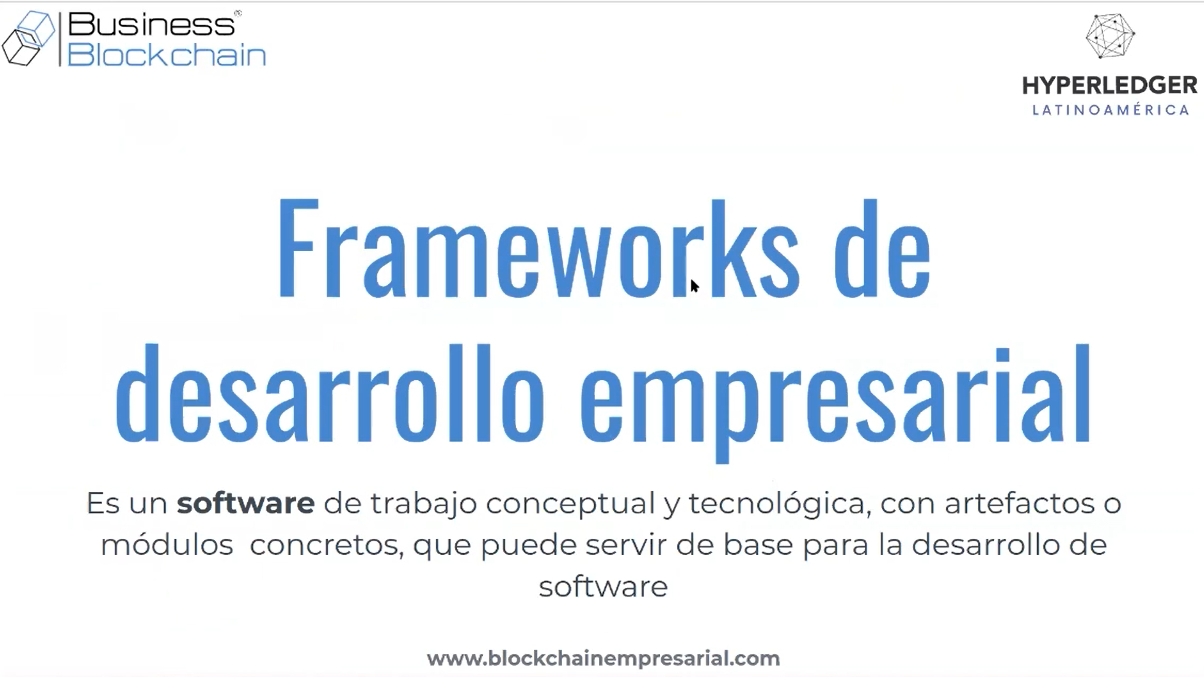 Business®
Blockchain
HYPERLEDGER
LATINOAMÉRICA
Frameworks de
desarrollo empresarial
Es un software de trabajo conceptual y tecnológica, con artefactos o
módulos  concretos, que puede servir de base para la desarrollo de
software
www.blockchainempresarial.com